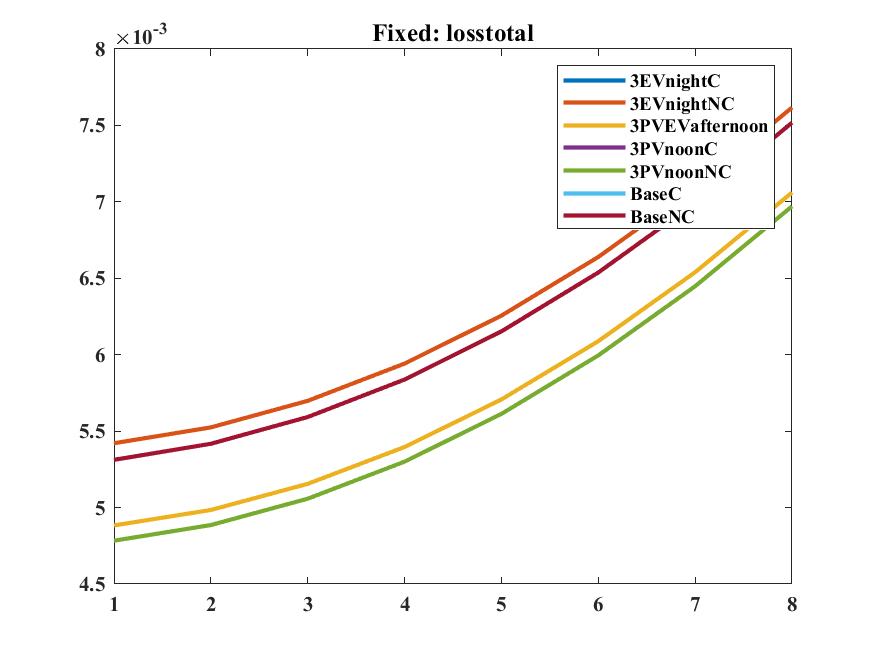 ×10-3
Fixed: losstotal
8
7.5
7
6.5
6
5.5
5
4.5
3EVnightC
3EVnightNC
3PVEVafternoon
3PVnoonC
3PVnoonNC
BaseC
BaseNC
1 2 3 4 5 6 7 8